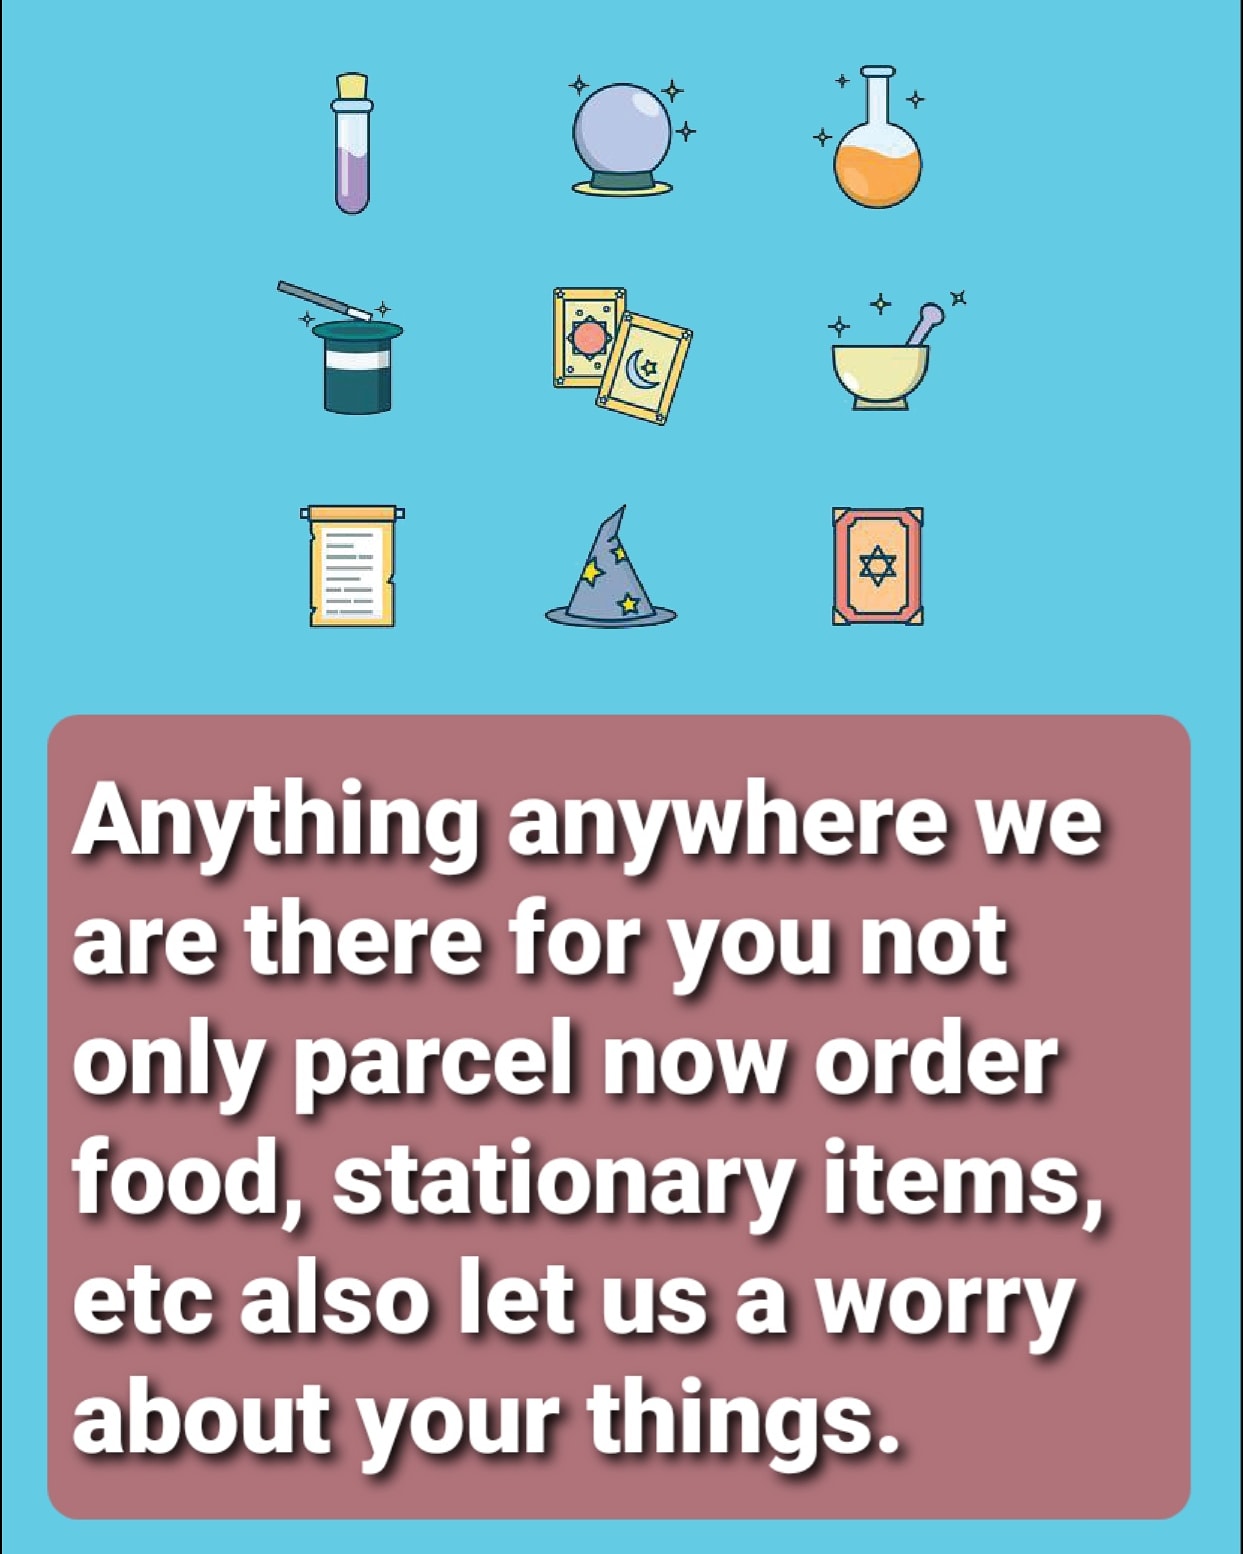 Anything anywhere we
are there for you not
only parcel now order
food, stationary items,
etc also let us a worry
about your things.